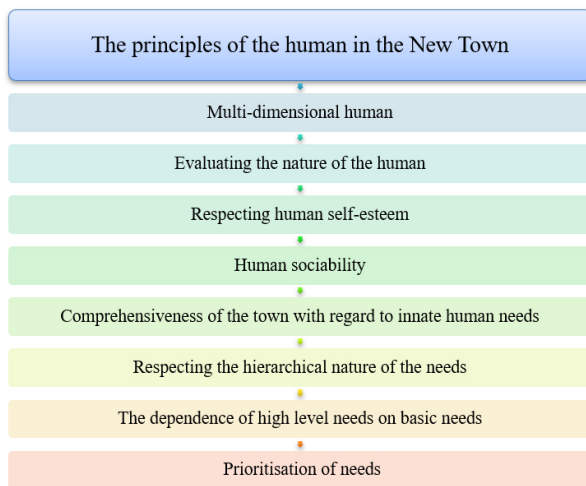 The principles of the human in the New Town
Multi-dimensional human
Evaluating the nature of the human
Respecting human self-esteem
Human sociability
Comprehensiveness of the town with regard to innate human needs
Respecting the hierarchical nature of the needs
The dependence of high level needs on basic needs
Prioritisation of needs